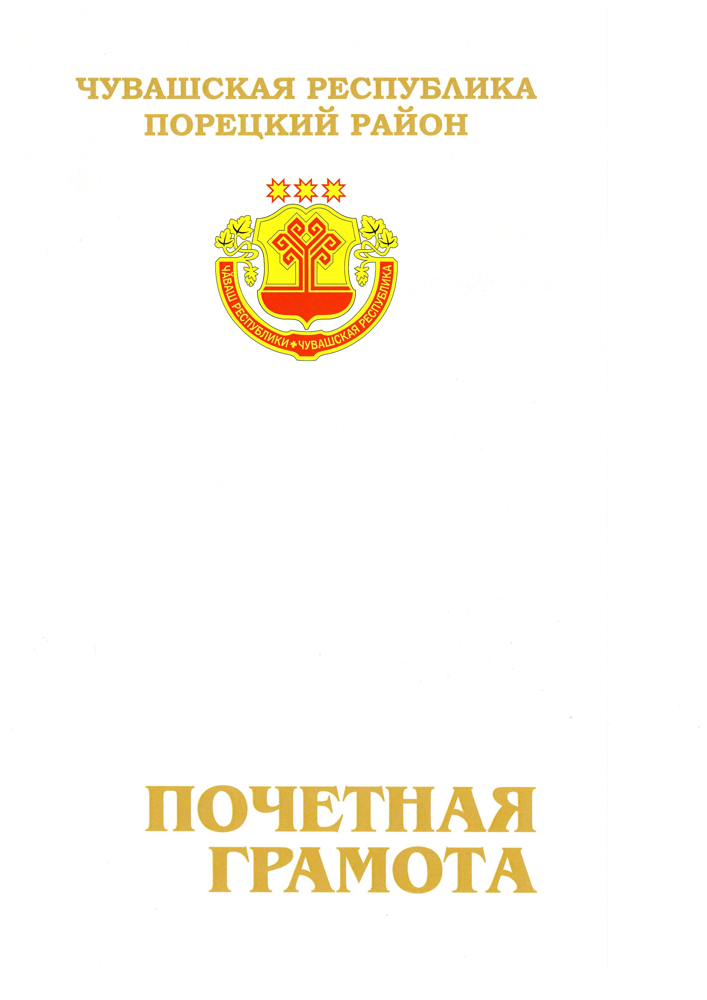 ЧУВАШСКАЯ РЕСПУБЛИКА
ПОРЕЦКИЙ РАЙОН
ЧӐВАШ РЕСПУБЛИКИ ЧУВАШСКАЯ РЕСПУБЛИКА
ПОЧЕТНАЯ
ГРАМОТА